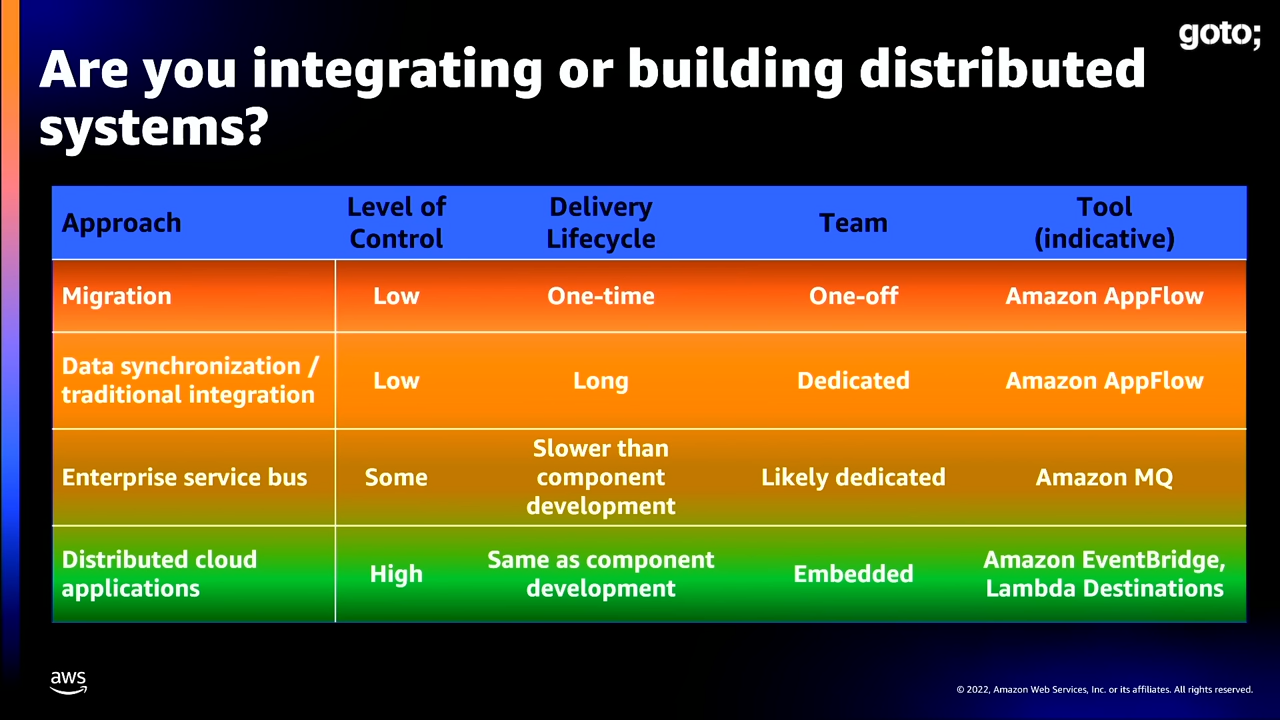 goto;
Are you integrating or building distributed
systems?
Approach
Level of
Control
Delivery
Lifecycle
Team
Tool
(indicative)
Migration
Low
One-time
One-off
Amazon AppFlow
Data synchronization /
traditional integration
Low
Long
Dedicated
Amazon AppFlow
Enterprise service bus
Some
Slower than
component
development
Likely dedicated
Amazon MQ
Distributed cloud
applications
High
Same as component
development
Embedded
Amazon EventBridge,
Lambda Destinations
aws
© 2022, Amazon Web Services, Inc. or its affiliates. All rights reserved.